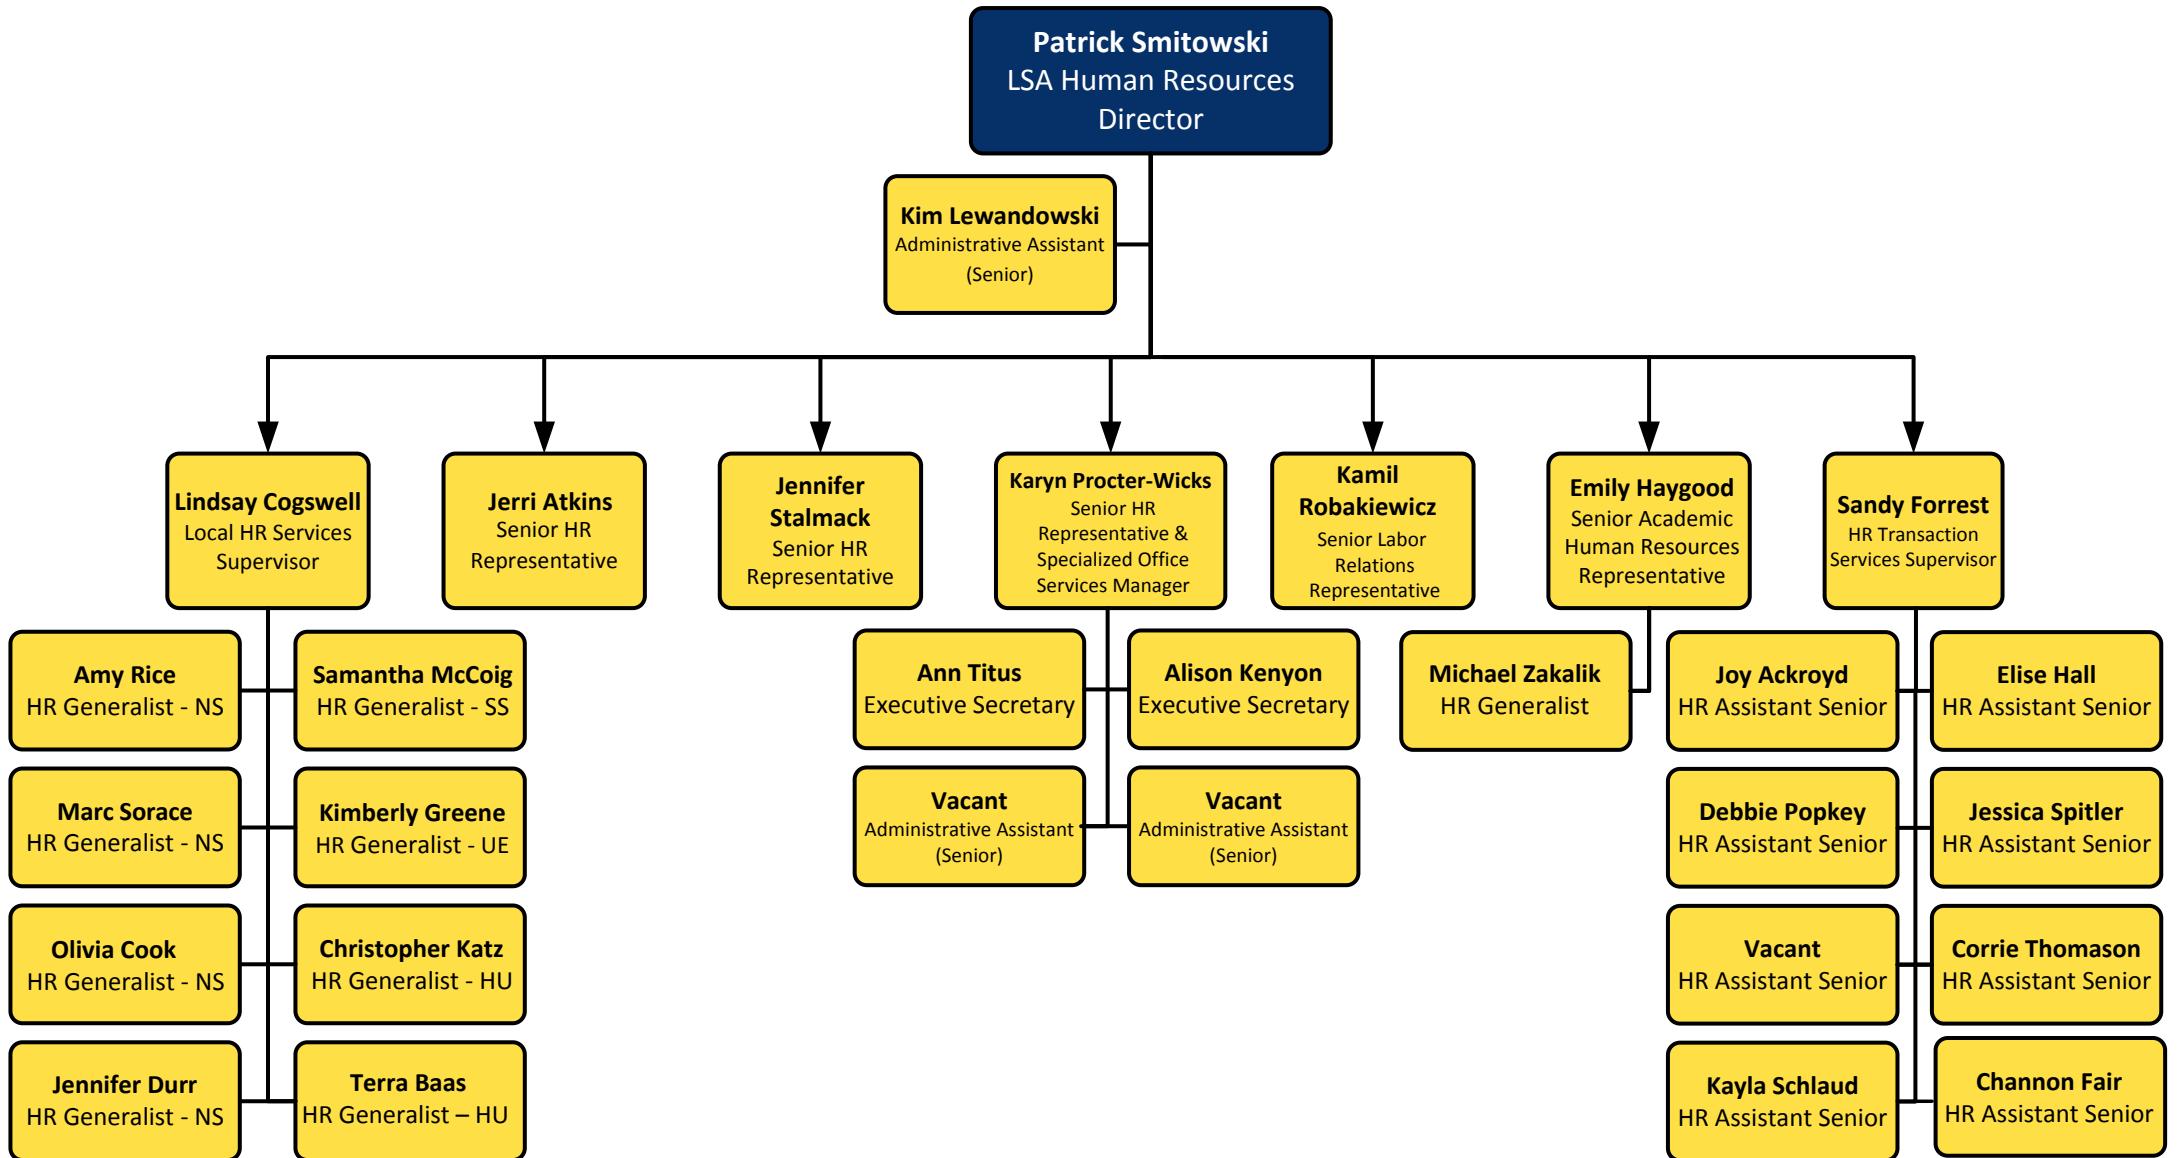 Patrick Smitowski
LSA Human Resources
Director
Kim Lewandowski
Administrative Assistant
(Senior)
Lindsay Cogswell
Local HR Services
Supervisor
Jerri Atkins
Senior HR
Representative
Jennifer
Stalmack
Senior HR
Representative
Karyn Procter-Wicks
Senior HR
Representative &
Specialized Office
Services Manager
Kamil
Robakiewicz
Senior Labor
Relations
Representative
Emily Haygood
Senior Academic
Human Resources
Representative
Sandy Forrest
HR Transaction
Services Supervisor
Amy Rice
HR Generalist - NS
Samantha McCoig
HR Generalist - SS
Marc Sorace
HR Generalist - NS
Kimberly Greene
HR Generalist - UE
Olivia Cook
HR Generalist - NS
Christopher Katz
HR Generalist - HU
Jennifer Durr
HR Generalist - NS
Terra Baas
HR Generalist – HU
Ann Titus
Executive Secretary
Alison Kenyon
Executive Secretary
Vacant
Administrative Assistant
(Senior)
Vacant
Administrative Assistant
(Senior)
Michael Zakalik
HR Generalist
Joy Ackroyd
HR Assistant Senior
Elise Hall
HR Assistant Senior
Debbie Popkey
HR Assistant Senior
Jessica Spitler
HR Assistant Senior
Vacant
HR Assistant Senior
Corrie Thomason
HR Assistant Senior
Kayla Schlaud
HR Assistant Senior
Channon Fair
HR Assistant Senior